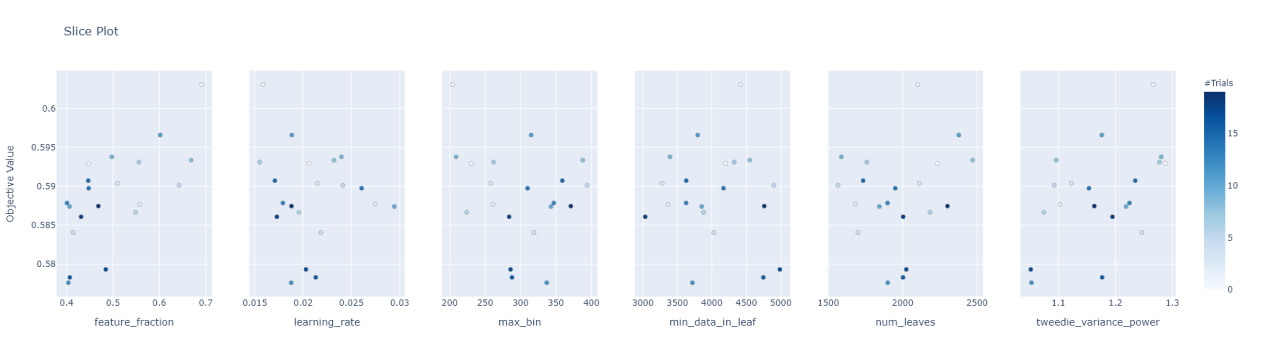 Slice Plot
#Trials
Objective Value
0.6
0.595
0.59
0.585
0.58
15
10
5
0
0.4 0.5 0.6 0.7
0.015 0.02 0.025 0.03
200 250 300 350 400
3000 3500 4000 4500 5000
1500 2000 2500
1.1 1.2 1.3
feature_fraction
learning_rate
max_bin
min_data_in_leaf
num_leaves
tweedie_variance_power